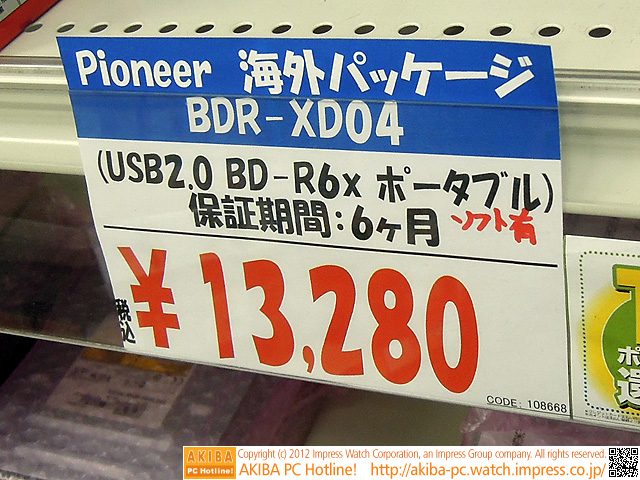 Pioneer 海外パッケージ
BDR-XD04
(USB2.0 BD-R6x ポータブル)
保証期間:6ヶ月 ソフト有
税込 ¥13,280
CODE: 108668
ポ
還
AKIBA PC Hotline!
Copyright (c) 2012 Impress Watch Corporation, an Impress Group company. All rights reserved.
AKIBA PC Hotline! http://akiba-pc.watch.impress.co.jp/